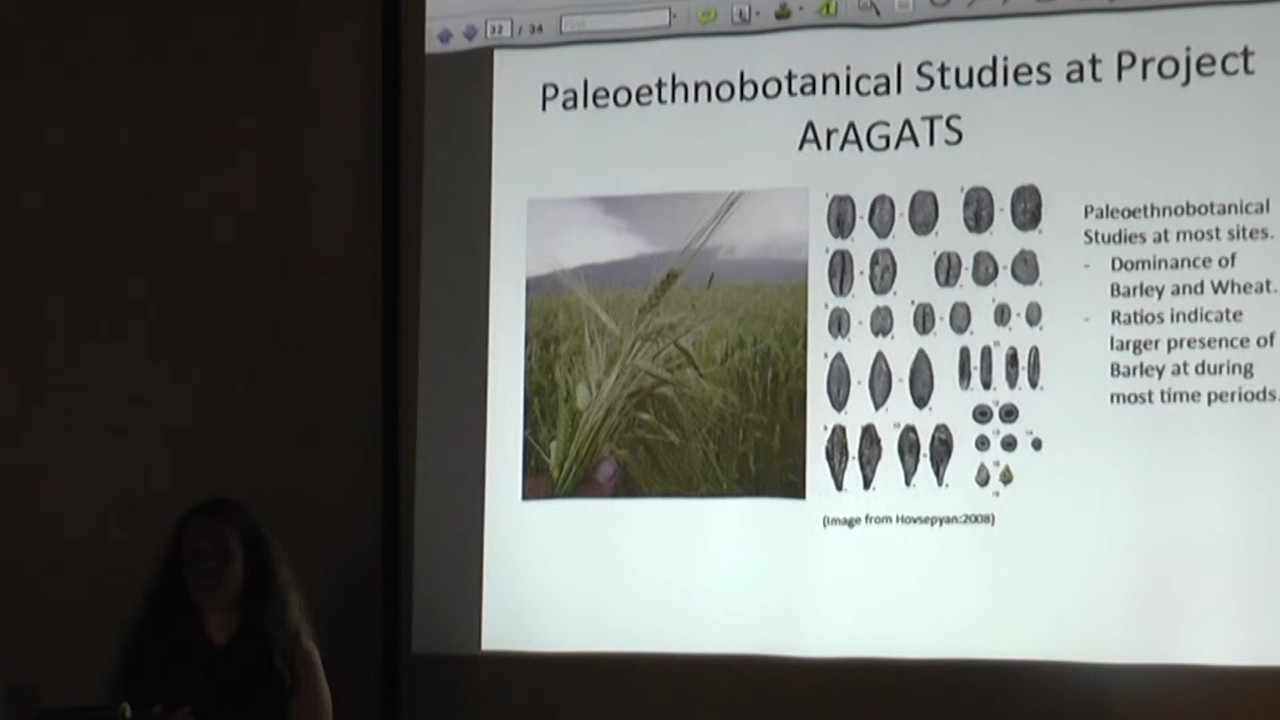 32 / 34
Paleoethnobotanical Studies at Project
ArAGATS
Paleoethnobotanical
Studies at most sites.
- Dominance of
Barley and Wheat.
- Ratios indicate
larger presence of
Barley at during
most time periods.
(Image from Hovsepyan:2008)